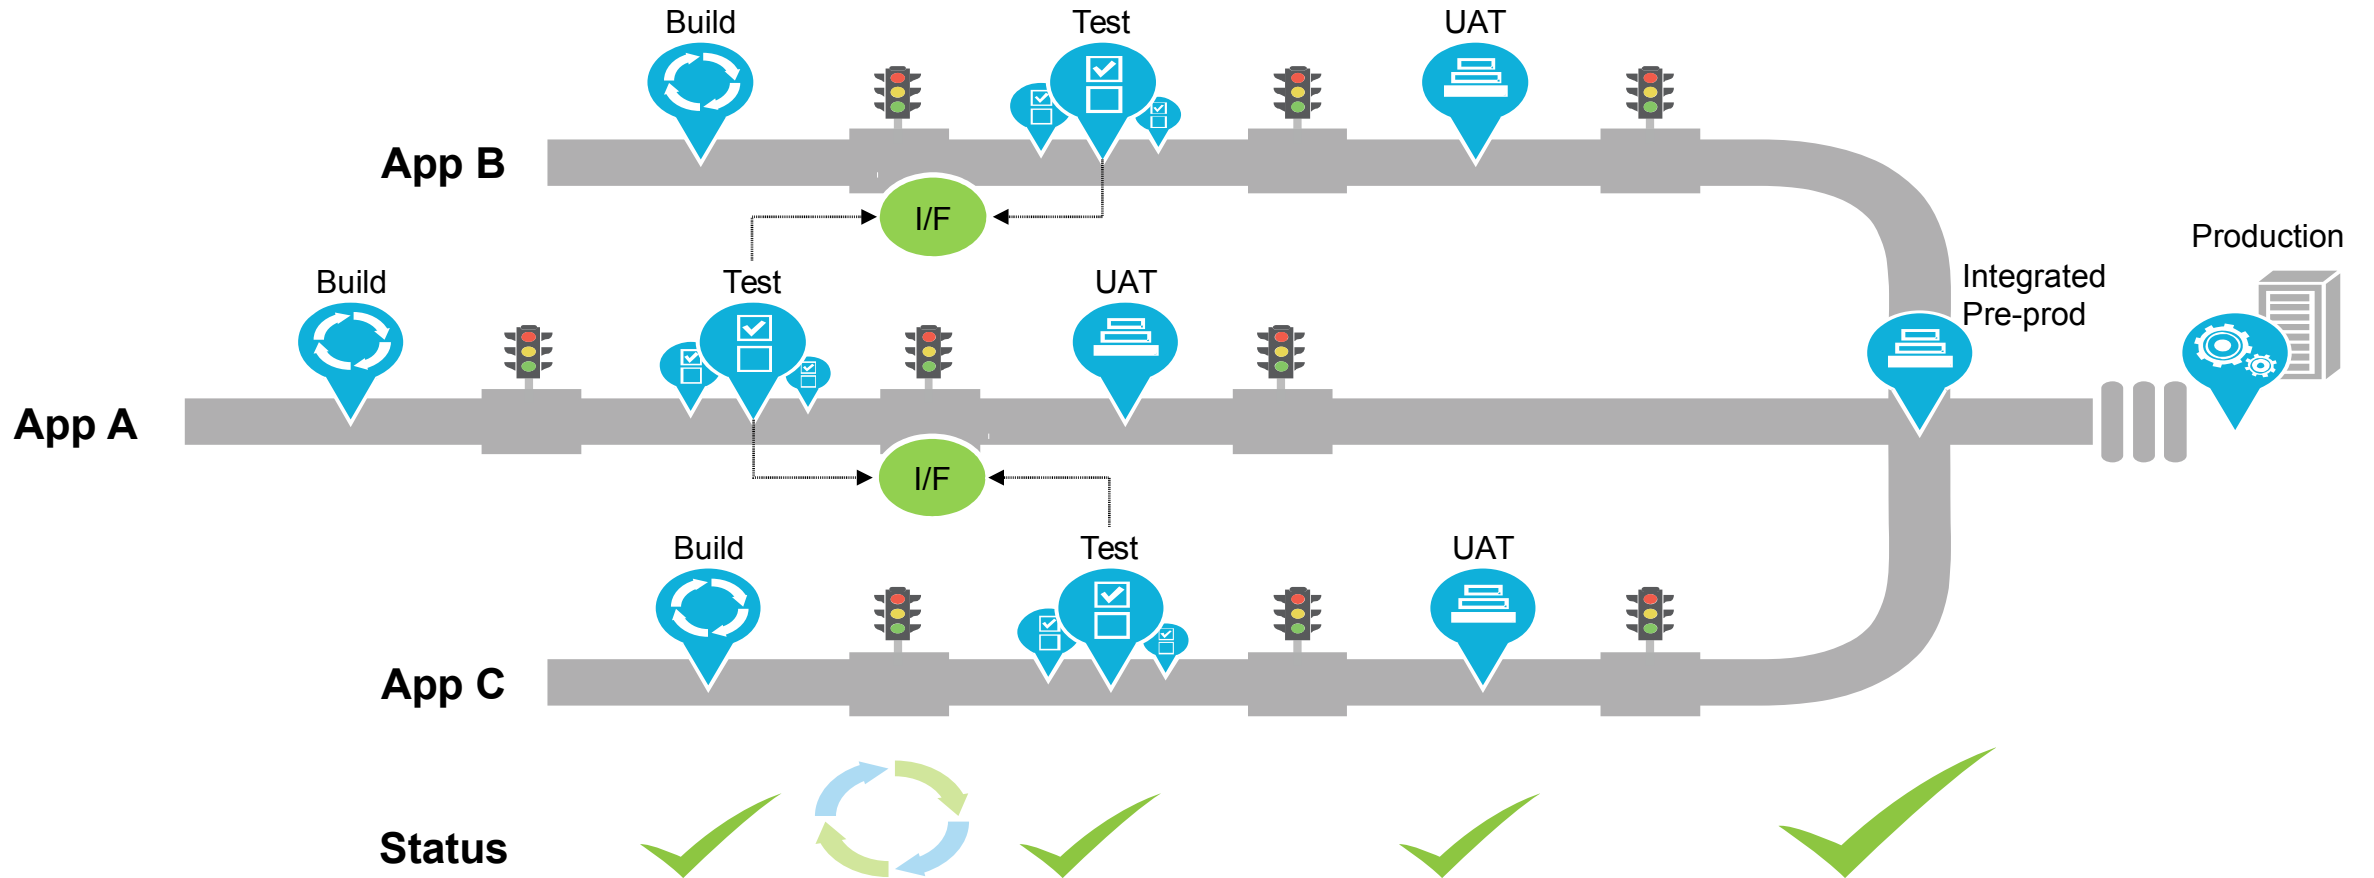 Build
Test
UAT
App B
I/F
Production
Build
Test
UAT
Integrated
Pre-prod
App A
I/F
Build
Test
UAT
App C
Status